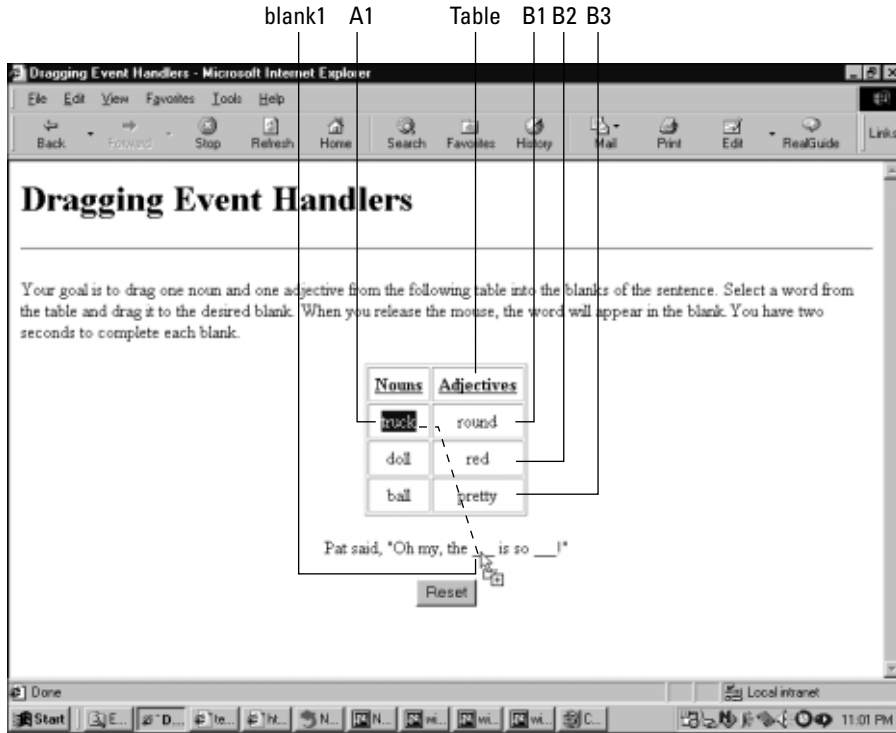 blank1 A1 Table B1 B2 B3
Dragging Event Handlers - Microsoft Internet Explorer
File Edit View Favorites Tools Help
Back Forward Stop Refresh Home Search Favorites History Mail Print Edit RealGuide Links
Dragging Event Handlers
Your goal is to drag one noun and one adjective from the following table into the blanks of the sentence. Select a word from
the table and drag it to the desired blank. When you release the mouse, the word will appear in the blank. You have two
seconds to complete each blank.
Nouns Adjectives
truck round
doll red
ball pretty
Pat said, "Oh my, the ___ is so ___!"
Reset
Done Local intranet
Start E... D... te... ht... N... N... wi... wi... wi... C... 11:01 PM